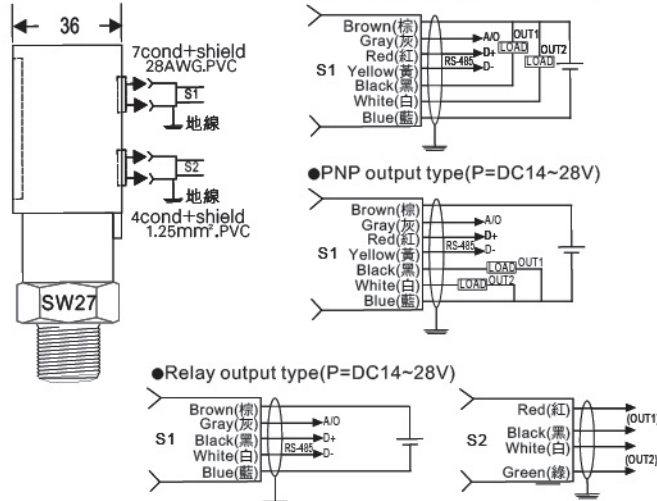 36
7cond+shield
28AWG.PVC
S1
地線
S2
地線
4cond+shield
1.25mm².PVC
SW27
Brown(棕)
Gray(灰)
Red(紅)
Yellow(黃)
Black(黑)
White(白)
Blue(藍)
S1
A/O
D+
RS-485
D-
OUT1
LOAD
OUT2
LOAD
●PNP output type(P=DC14~28V)
Brown(棕)
Gray(灰)
Red(紅)
Yellow(黃)
Black(黑)
White(白)
Blue(藍)
S1
A/O
D+
RS-485
D-
LOAD
OUT1
LOAD
OUT2
●Relay output type(P=DC14~28V)
Brown(棕)
Gray(灰)
Black(黑)
White(白)
Blue(藍)
S1
A/O
D+
RS-485
D-
S2
Red(紅)
Black(黑)
White(白)
Green(綠)
(OUT1)
(OUT2)